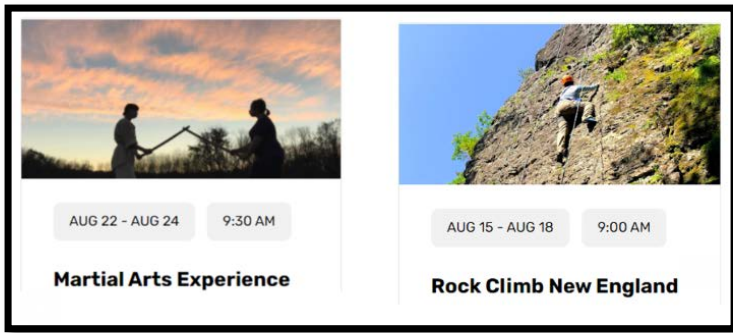 AUG 22 - AUG 24
9:30 AM
Martial Arts Experience
AUG 15 - AUG 18
9:00 AM
Rock Climb New England